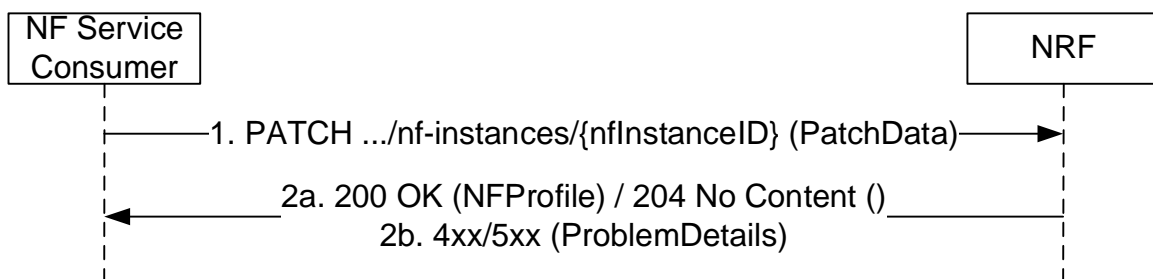 NF Service
Consumer
NRF
1. PATCH .../nf-instances/{nfInstanceID} (PatchData)
2a. 200 OK (NFProfile) / 204 No Content ()
2b. 4xx/5xx (ProblemDetails)